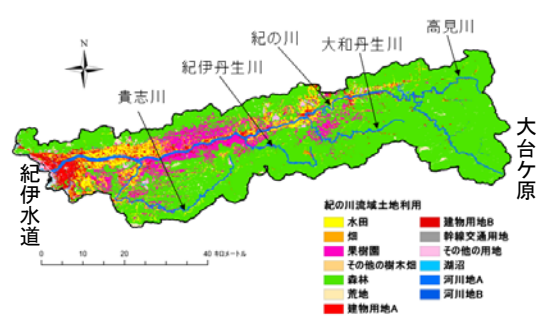 高見川
大和丹生川
紀の川
紀伊丹生川
貴志川
N
大台ケ原
紀伊水道
0 10 20 40 キロメートル
紀の川流域土地利用
水田
畑
果樹園
その他の樹木畑
森林
荒地
建物用地A
建物用地B
幹線交通用地
その他の用地
湖沼
河川地A
河川地B